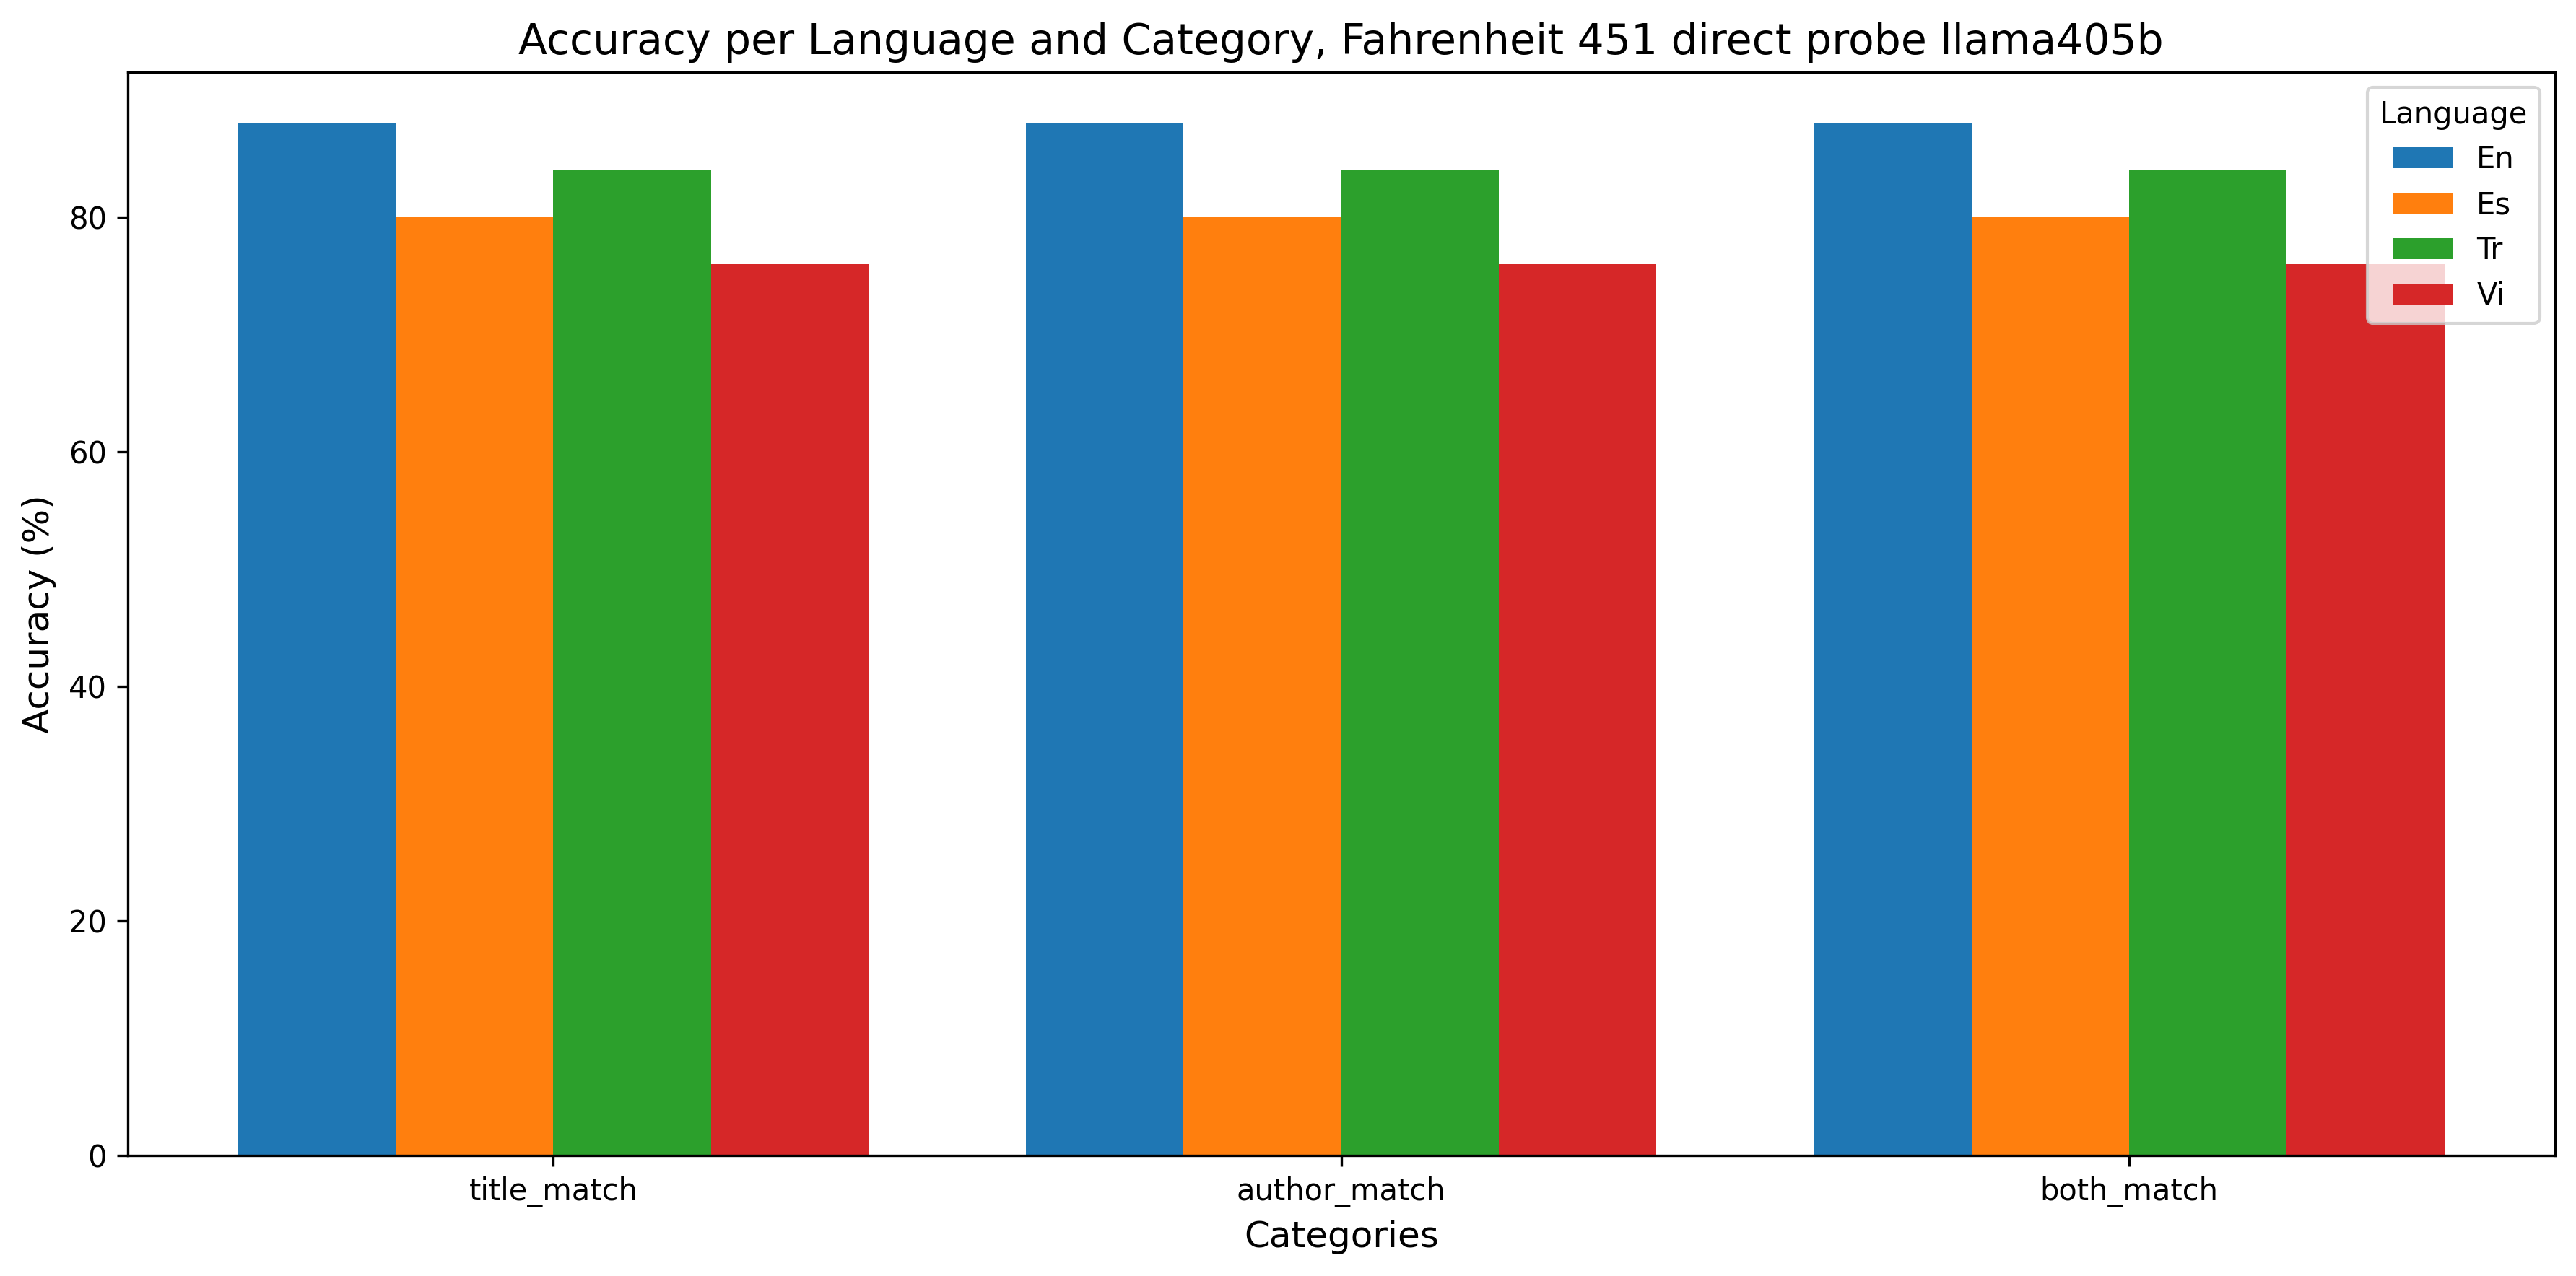 Accuracy per Language and Category, Fahrenheit 451 direct probe llama405b
Language
En
Es
Tr
Vi
Accuracy (%)
80
60
40
20
0
title_match
author_match
both_match
Categories